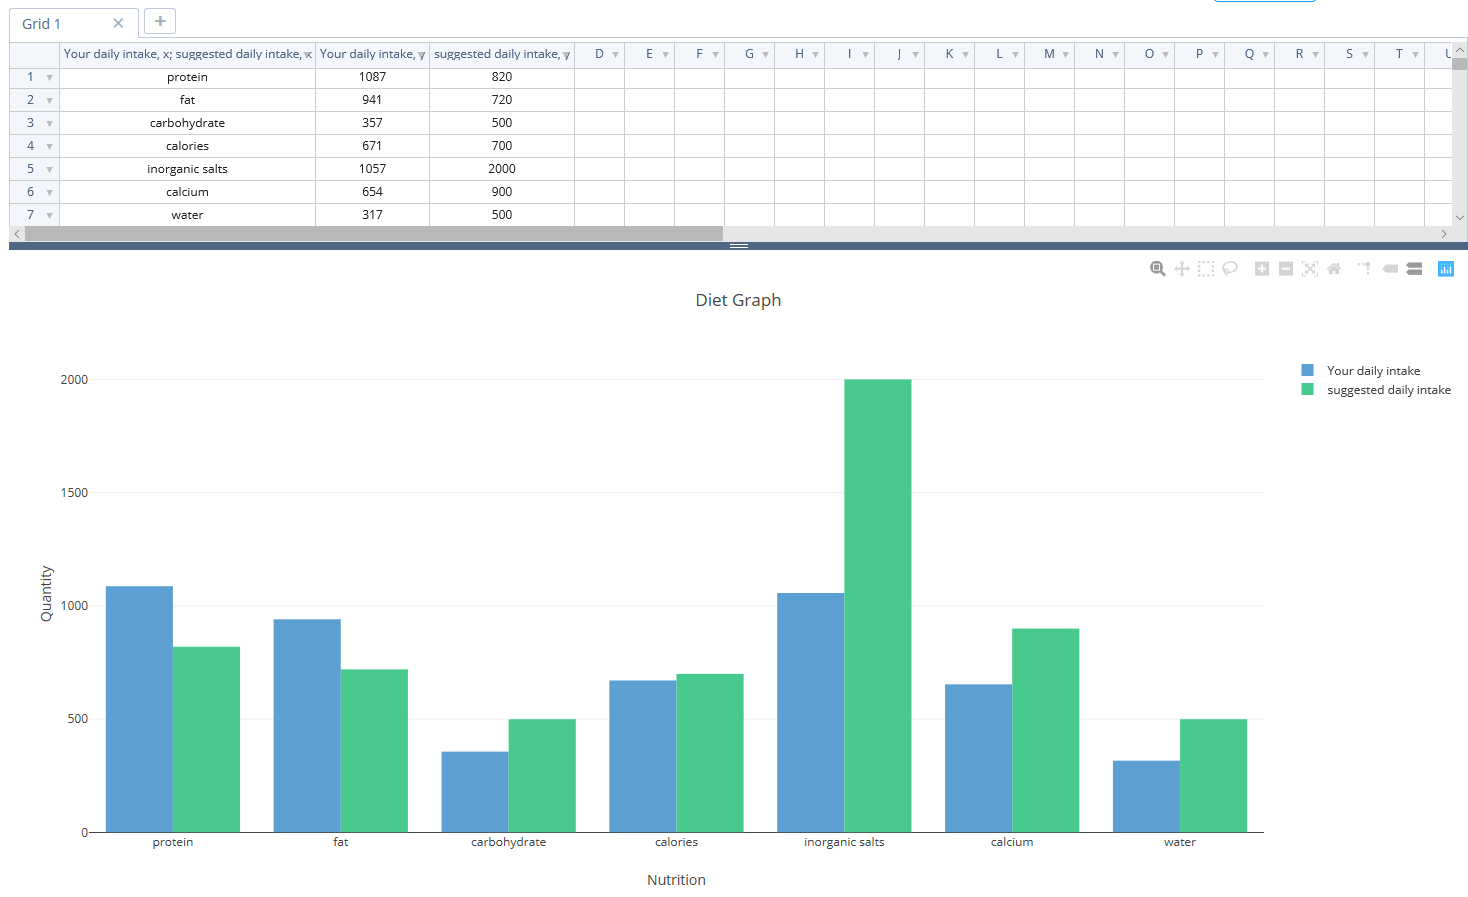 Grid 1
Your daily intake, x; suggested daily intake, x Your daily intake, y suggested daily intake, y D E F G H I J K L M N O P Q R S T U
1 protein 1087 820
2 fat 941 720
3 carbohydrate 357 500
4 calories 671 700
5 inorganic salts 1057 2000
6 calcium 654 900
7 water 317 500
Diet Graph
Your daily intake
suggested daily intake
2000
1500
1000
500
0
Quantity
protein fat carbohydrate calories inorganic salts calcium water
Nutrition